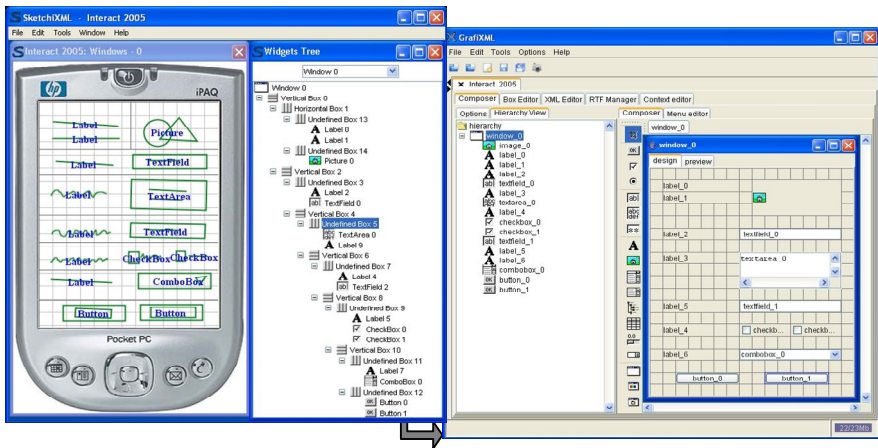 SketchiXML - Interact 2005
File Edit Tools Window Help
Interact 2005: Windows - 0
hp
iPAQ
Label
Label
Picture
Label
TextField
Label
TextArea
Label
TextField
Label
CheckBox CheckBox
Label
ComboBox
Button
Button
Pocket PC
Widgets Tree
Window 0
Window 0
Vertical Box 0
Horizontal Box 1
Undefined Box 13
Label 0
Label 1
Undefined Box 14
Picture 0
Vertical Box 2
Undefined Box 3
Label 2
TextField 0
Vertical Box 4
Undefined Box 5
TextArea 0
Label 9
Vertical Box 6
Undefined Box 7
Label 4
TextField 2
Vertical Box 8
Undefined Box 9
Label 5
CheckBox 0
CheckBox 1
Vertical Box 10
Undefined Box 11
Label 7
ComboBox 0
Undefined Box 12
Button 0
Button 1
GrafiXML
File Edit Tools Options Help
Interact 2005
Composer Box Editor XML Editor RTF Manager Context editor
Options Hierarchy View
hierarchy
window_0
image_0
label_0
label_1
label_2
textfield_0
label_3
textarea_0
label_4
checkbox_0
checkbox_1
textfield_1
label_5
label_6
combobox_0
button_0
button_1
Composer Menu editor
window_0
window_0
design preview
label_0
label_1
label_2
textfield_0
label_3
textarea_0
label_5
textfield_1
label_4
checkb...
checkb...
label_6
combobox_0
button_0
button_1
22/23Mb